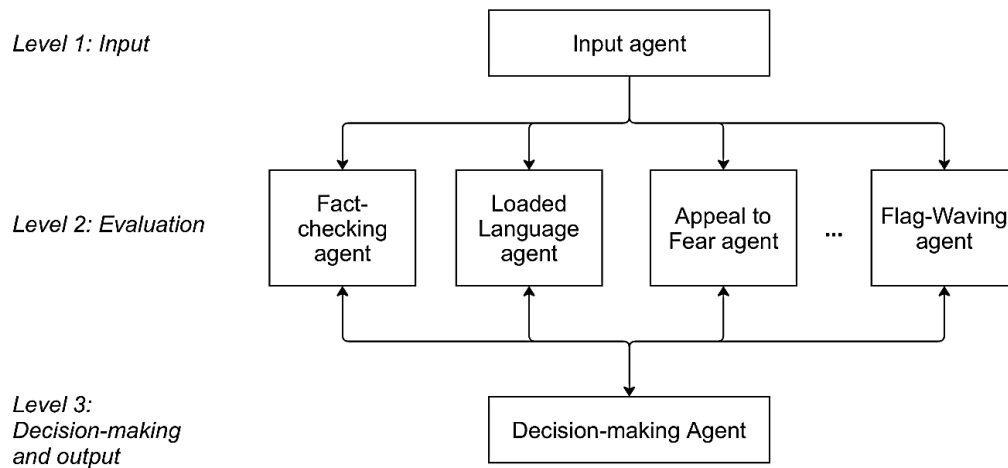 Level 1: Input
Input agent
Level 2: Evaluation
Fact-
checking
agent
Loaded
Language
agent
Appeal to
Fear agent
...
Flag-Waving
agent
Level 3:
Decision-making
and output
Decision-making Agent